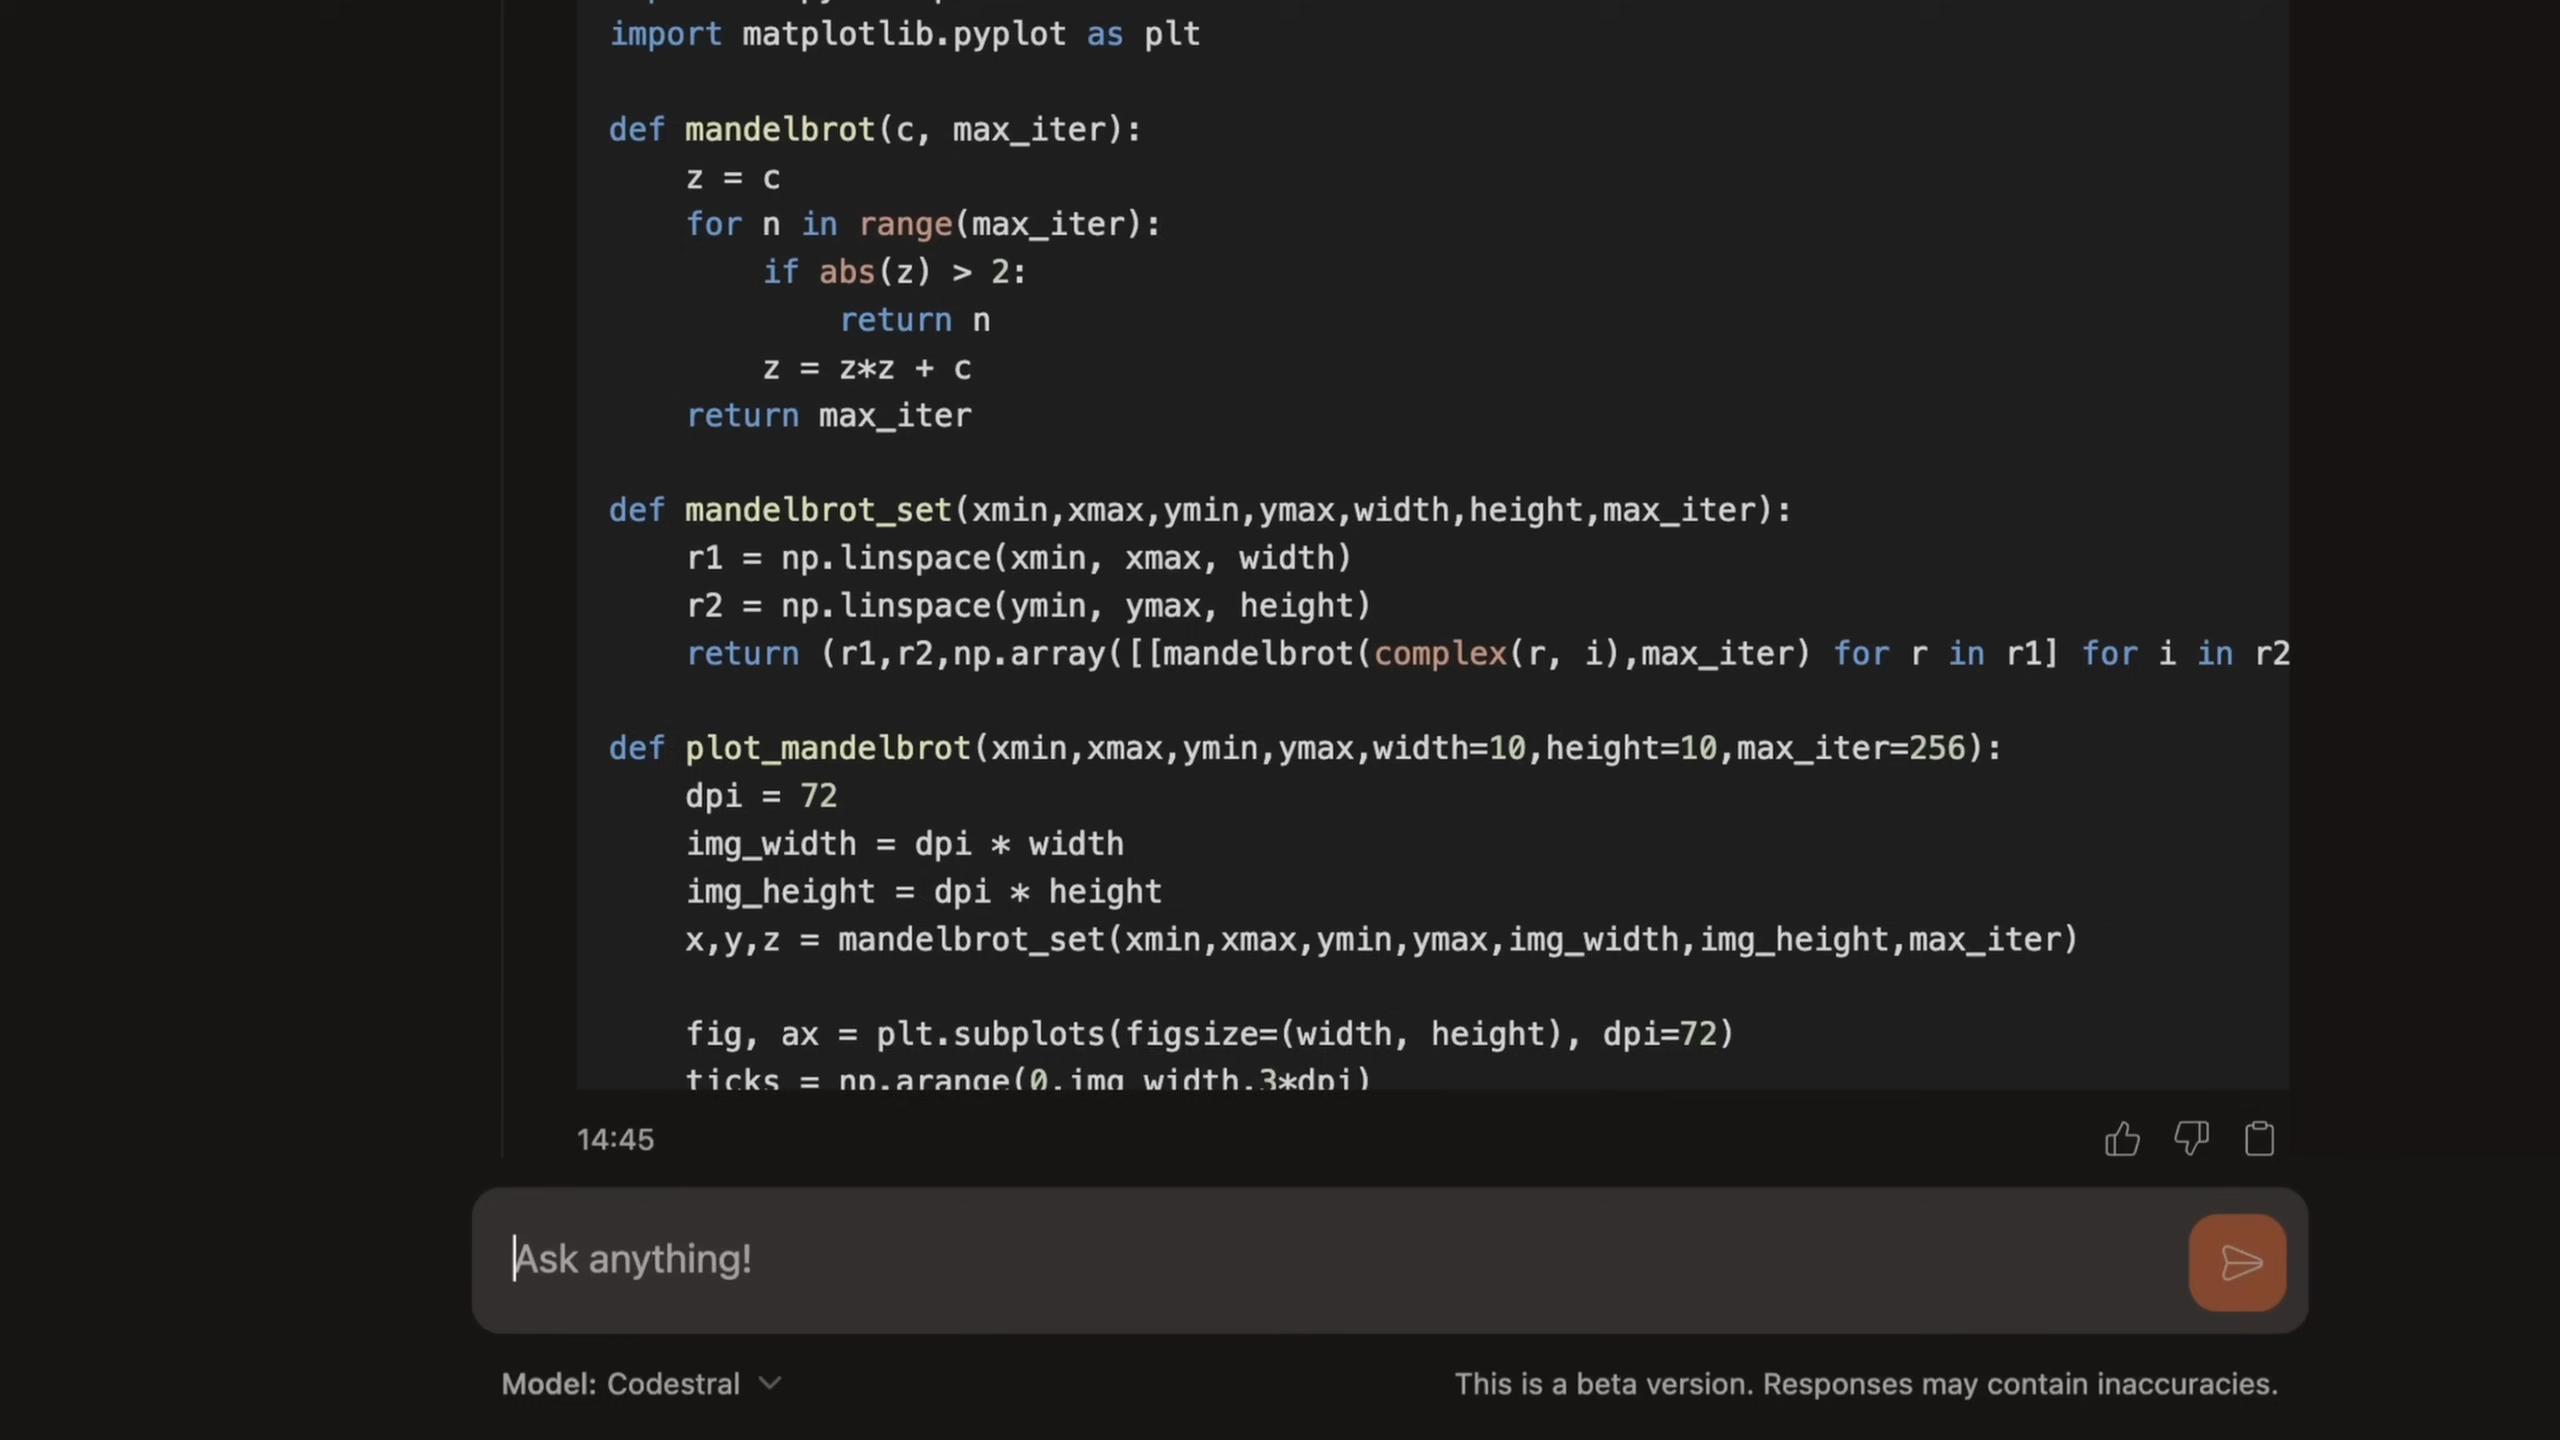 import matplotlib.pyplot as plt
def mandelbrot(c, max_iter):
    z = c
    for n in range(max_iter):
        if abs(z) > 2:
            return n
        z = z*z + c
    return max_iter
def mandelbrot_set(xmin,xmax,ymin,ymax,width,height,max_iter):
    r1 = np.linspace(xmin, xmax, width)
    r2 = np.linspace(ymin, ymax, height)
    return (r1,r2,np.array([[mandelbrot(complex(r, i),max_iter) for r in r1] for i in r2
def plot_mandelbrot(xmin,xmax,ymin,ymax,width=10,height=10,max_iter=256):
    dpi = 72
    img_width = dpi * width
    img_height = dpi * height
    x,y,z = mandelbrot_set(xmin,xmax,ymin,ymax,img_width,img_height,max_iter)
    fig, ax = plt.subplots(figsize=(width, height), dpi=72)
    ticks = np.arange(0,img_width,3*dpi)
14:45
Ask anything!
Model: Codestral
This is a beta version. Responses may contain inaccuracies.